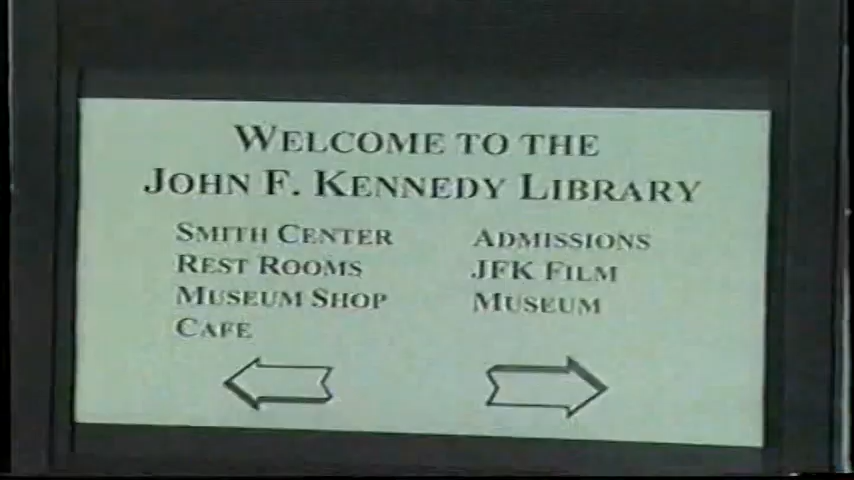 WELCOME TO THE
JOHN F. KENNEDY LIBRARY
SMITH CENTER
REST ROOMS
MUSEUM SHOP
CAFE
ADMISSIONS
JFK FILM
MUSEUM